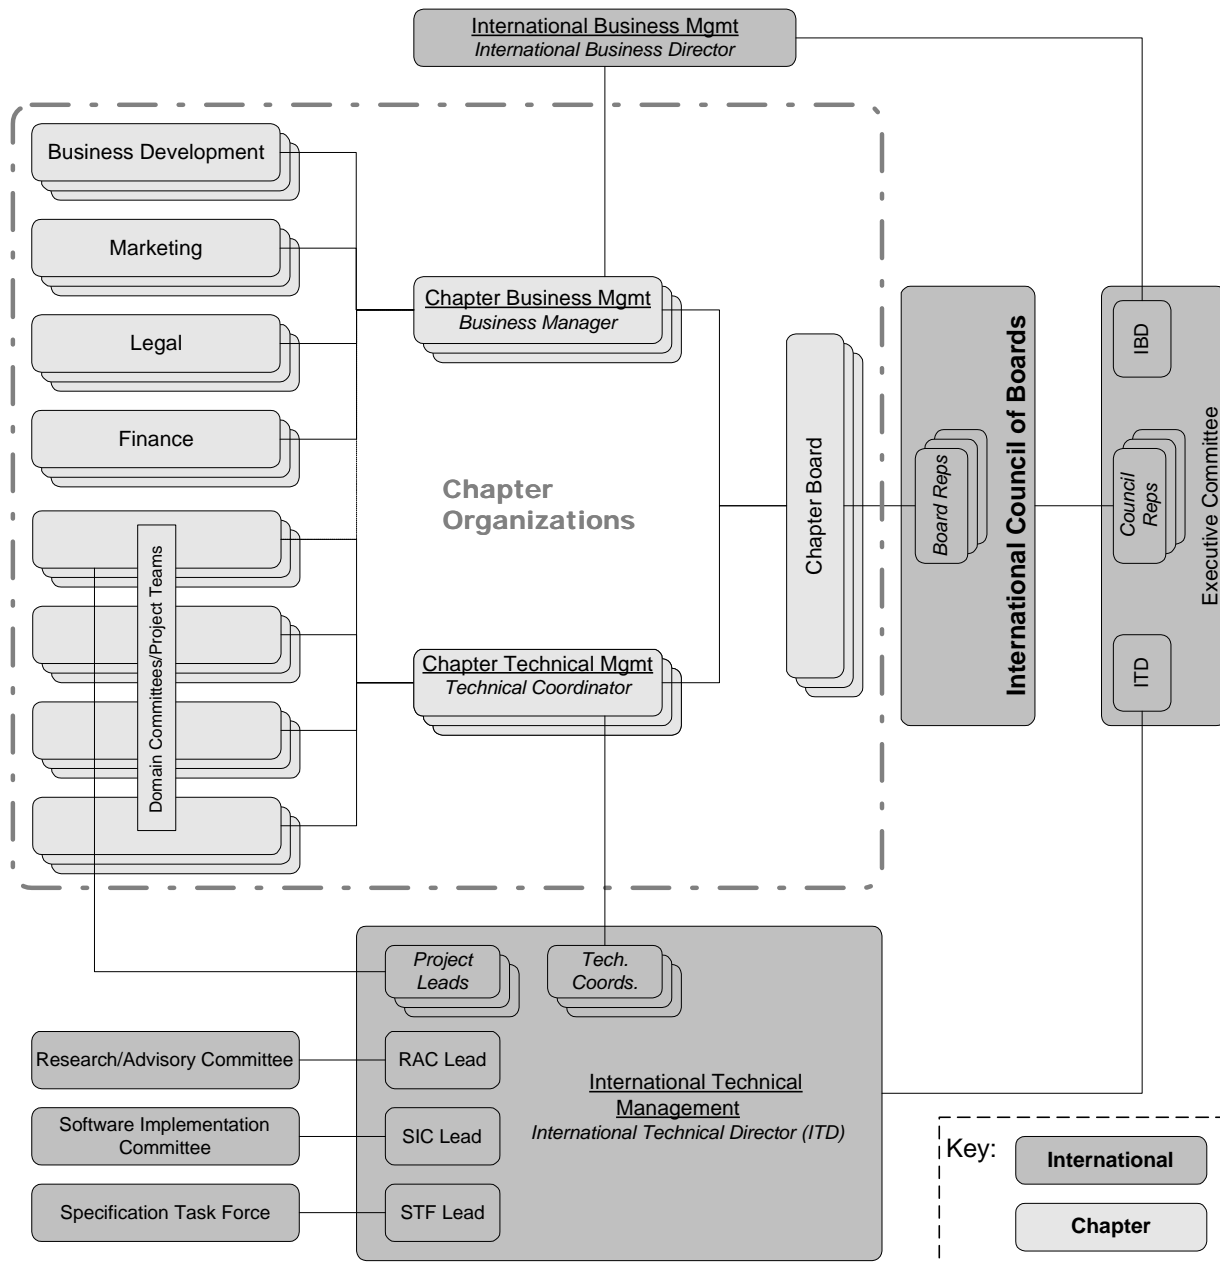 International Business Mgmt
International Business Director
Business Development
Marketing
Legal
Finance
Domain Committees/Project Teams
Chapter Business Mgmt
Business Manager
Chapter
Organizations
Chapter Technical Mgmt
Technical Coordinator
Chapter Board
Board Reps
International Council of Boards
IBD
Council
Reps
ITD
Executive Committee
Project
Leads
Tech.
Coords.
Research/Advisory Committee
RAC Lead
Software Implementation
Committee
SIC Lead
Specification Task Force
STF Lead
International Technical
Management
International Technical Director (ITD)
Key:
International
Chapter